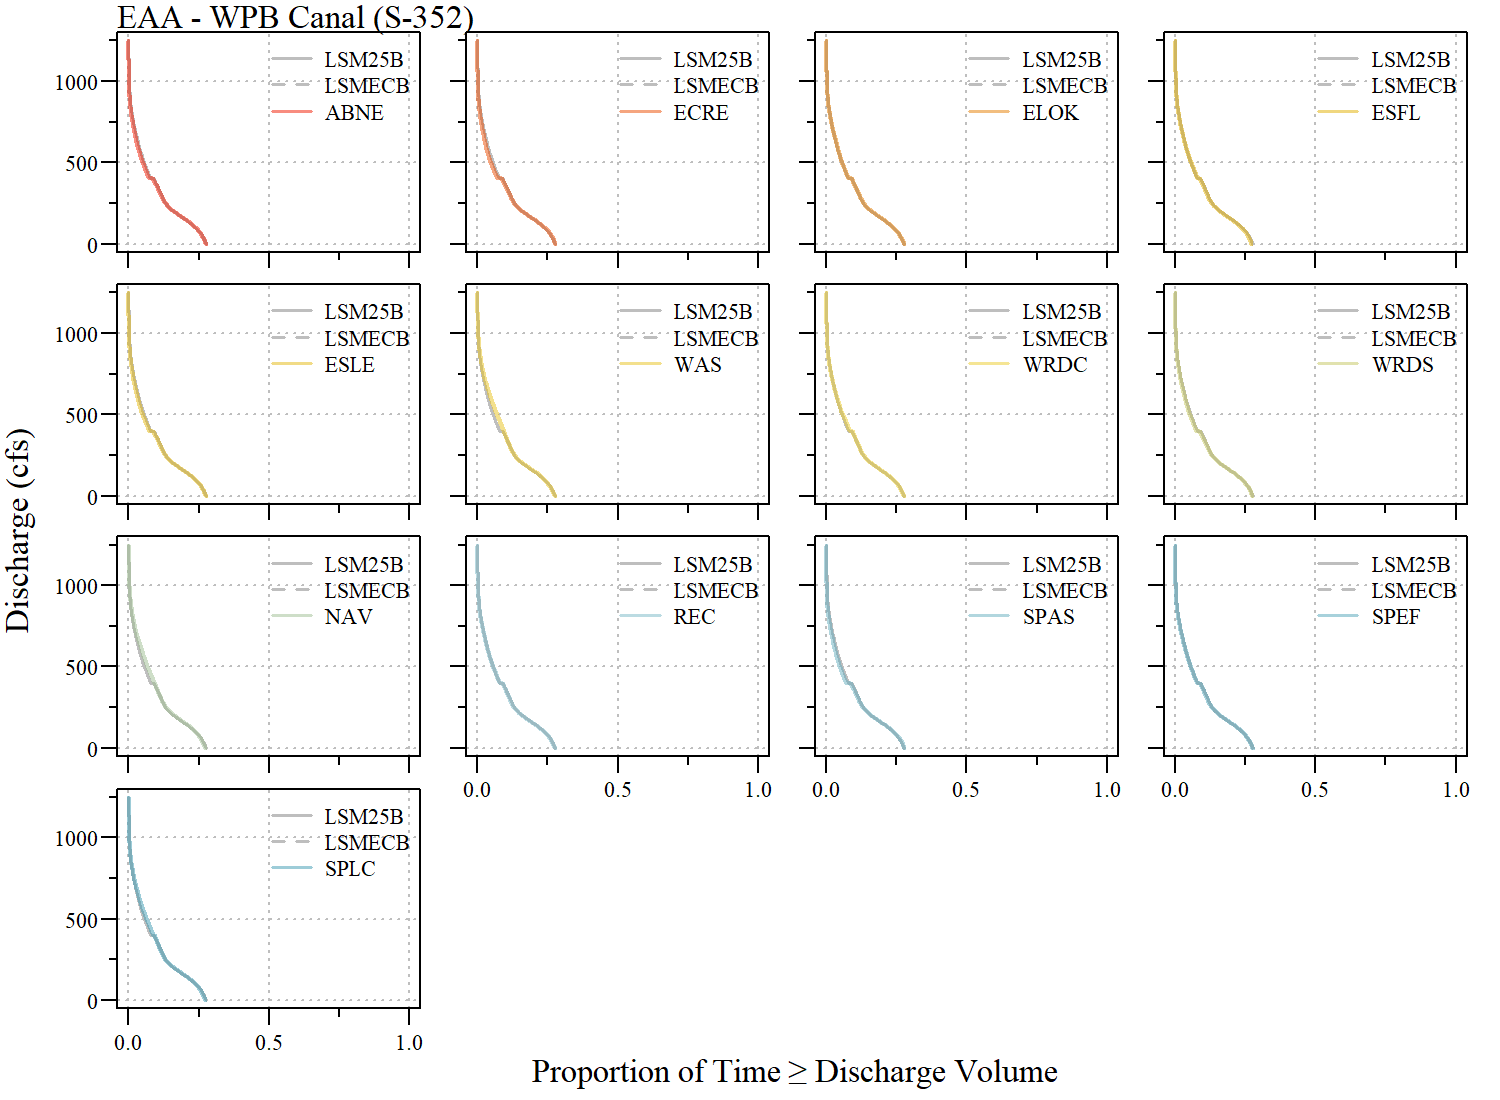 EAA - WPB Canal (S-352)
LSM25B
LSMECB
ABNE
1000
500
0
LSM25B
LSMECB
ECRE
LSM25B
LSMECB
ELOK
LSM25B
LSMECB
ESFL
LSM25B
LSMECB
ESLE
1000
500
0
LSM25B
LSMECB
WAS
LSM25B
LSMECB
WRDC
LSM25B
LSMECB
WRDS
Discharge (cfs)
LSM25B
LSMECB
NAV
1000
500
0
LSM25B
LSMECB
REC
0.0 0.5 1.0
LSM25B
LSMECB
SPAS
0.0 0.5 1.0
LSM25B
LSMECB
SPEF
0.0 0.5 1.0
LSM25B
LSMECB
SPLC
1000
500
0
0.0 0.5 1.0
Proportion of Time ≥ Discharge Volume